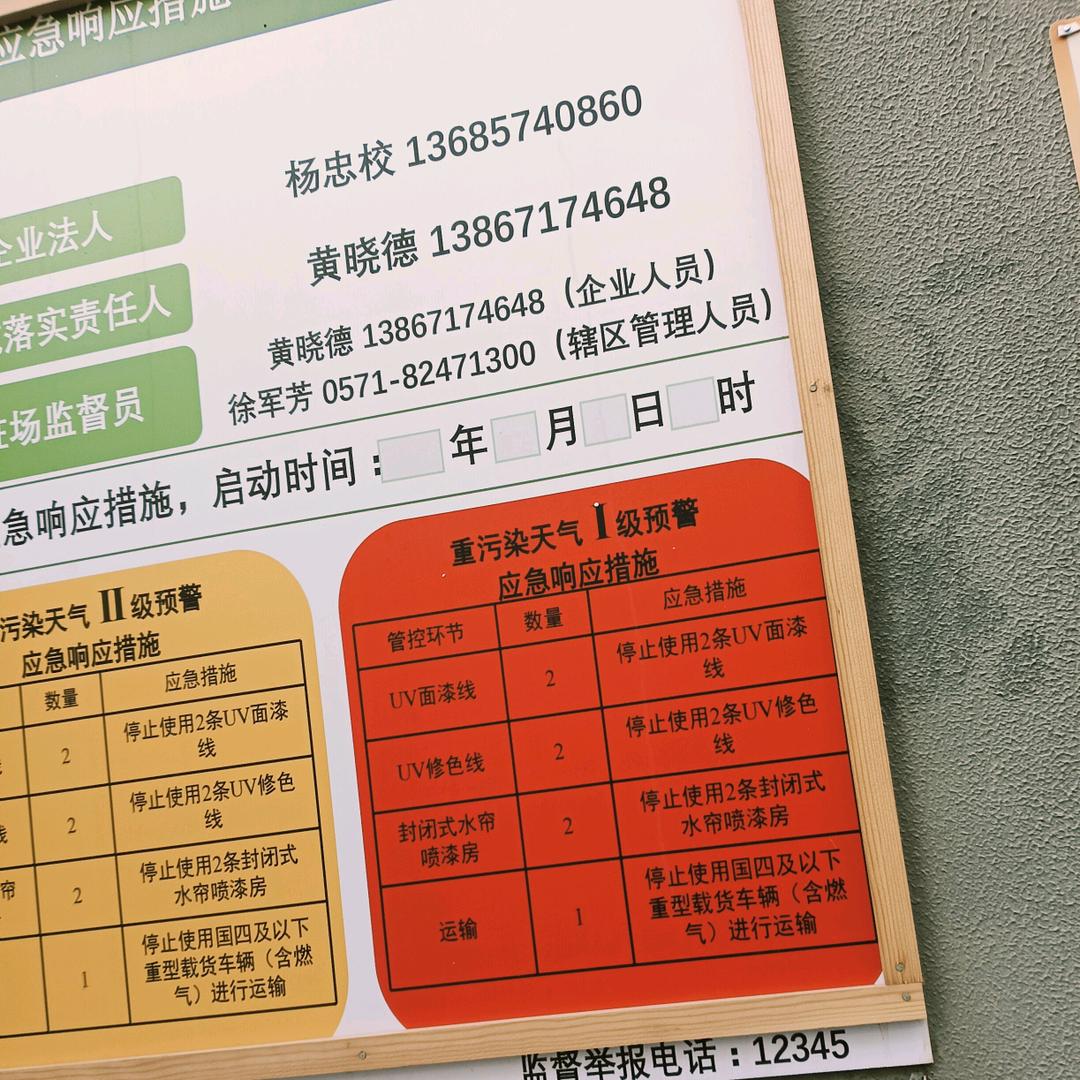 应急响应措施
杨忠校 13685740860
企业法人
黄晓德 13867174648
落实责任人
黄晓德 13867174648（企业人员）
驻场监督员
徐军芳 0571-82471300（辖区管理人员）
急响应措施，启动时间：年月日时
污染天气 II 级预警
应急响应措施
数量 应急措施
2 停止使用2条UV面漆
线
线
2 停止使用2条UV修色
线
线
帘
2 停止使用2条封闭式
水帘喷漆房
1 停止使用国四及以下
重型载货车辆（含燃
气）进行运输
重污染天气 I 级预警
应急响应措施
管控环节 数量 应急措施
UV面漆线 2 停止使用2条UV面漆
线
UV修色线 2 停止使用2条UV修色
线
封闭式水帘
喷漆房
2 停止使用2条封闭式
水帘喷漆房
运输 1 停止使用国四及以下
重型载货车辆（含燃
气）进行运输
监督举报电话：12345